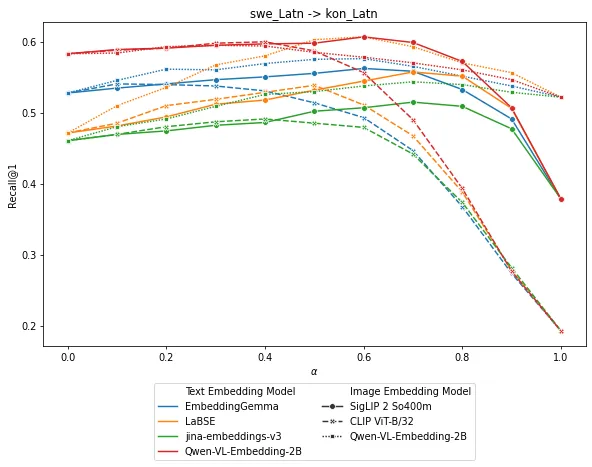 swe_Latn -> kon_Latn
Recall@1
0.6
0.5
0.4
0.3
0.2
0.0 0.2 0.4 0.6 0.8 1.0
α
Text Embedding Model Image Embedding Model
EmbeddingGemma SigLIP 2 So400m
LaBSE CLIP ViT-B/32
jina-embeddings-v3 Qwen-VL-Embedding-2B
Qwen-VL-Embedding-2B